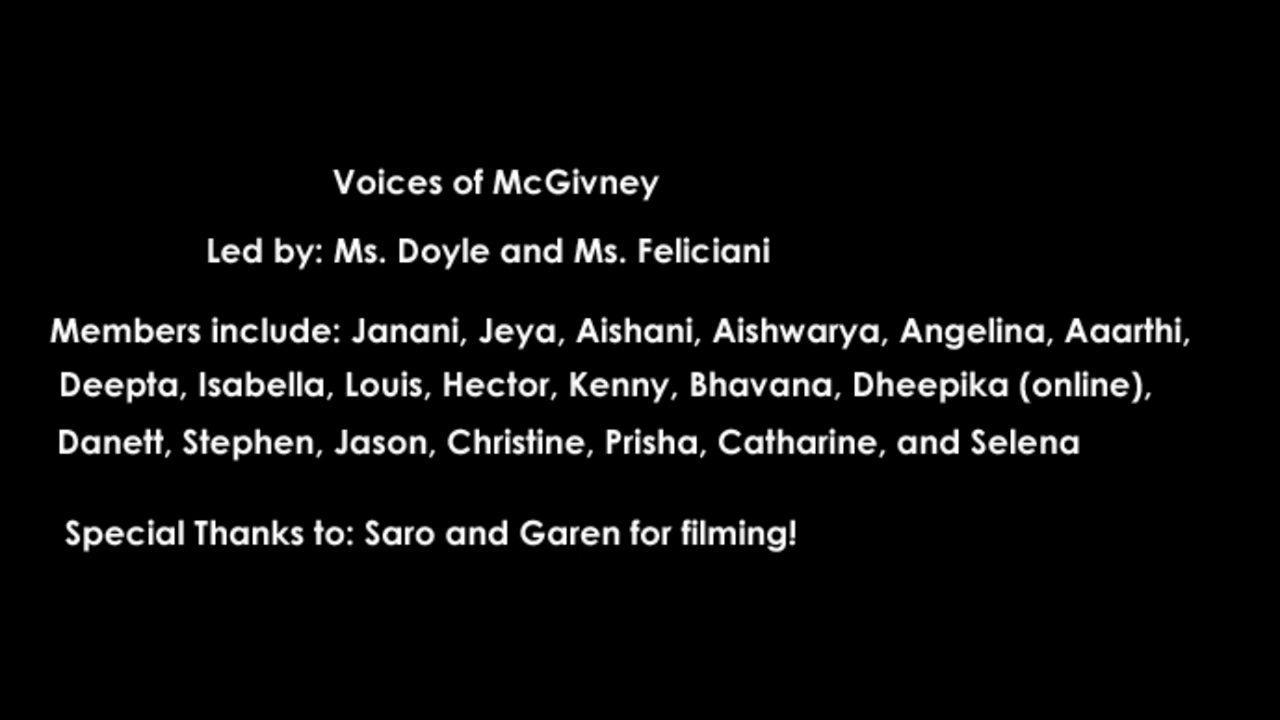 Voices of McGivney
Led by: Ms. Doyle and Ms. Feliciani
Members include: Janani, Jeya, Aishani, Aishwarya, Angelina, Aaarthi,
Deepta, Isabella, Louis, Hector, Kenny, Bhavana, Dheepika (online),
Danett, Stephen, Jason, Christine, Prisha, Catharine, and Selena
Special Thanks to: Saro and Garen for filming!